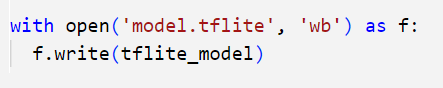 with open('model.tflite', 'wb') as f:
  f.write(tflite_model)